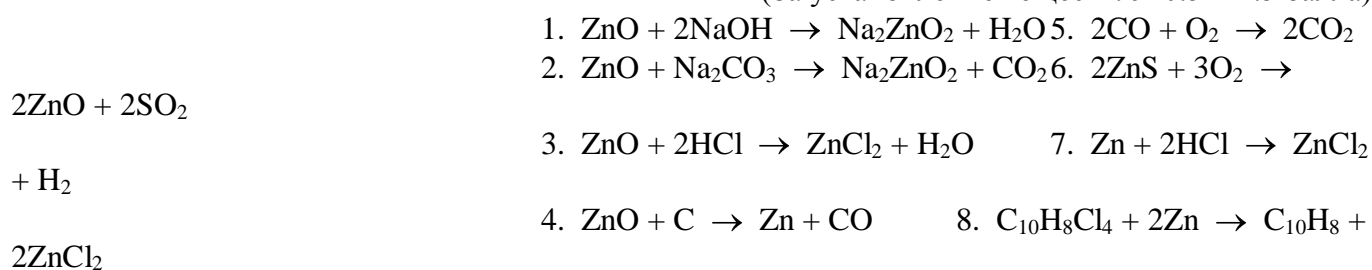 1. ZnO + 2NaOH → Na₂ZnO₂ + H₂O 5. 2CO + O₂ → 2CO₂
2. ZnO + Na₂CO₃ → Na₂ZnO₂ + CO₂ 6. 2ZnS + 3O₂ →
2ZnO + 2SO₂
3. ZnO + 2HCl → ZnCl₂ + H₂O 7. Zn + 2HCl → ZnCl₂
+ H₂
4. ZnO + C → Zn + CO 8. C₁₀H₈Cl₄ + 2Zn → C₁₀H₈ +
2ZnCl₂